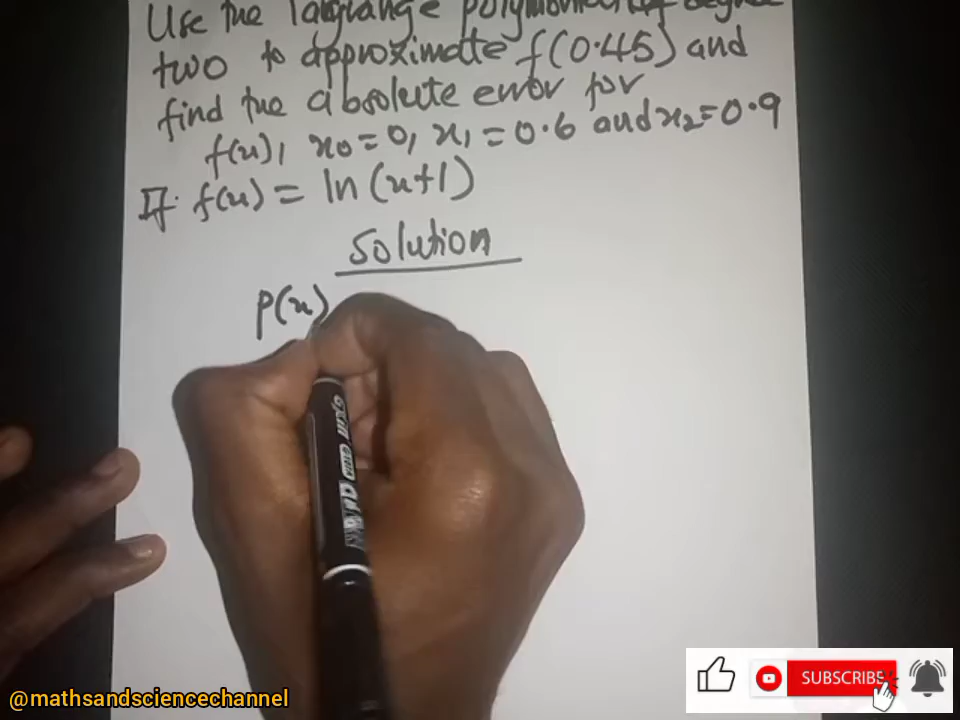 Use the lagrange polynomial of degree
two to approximate f(0.45) and
find the absolute error for
f(x), x0 = 0, x1 = 0.6 and x2 = 0.9
If f(x) = ln(x+1)
Solution
P(x)
SUBSCRIBE
@mathsandsciencechannel